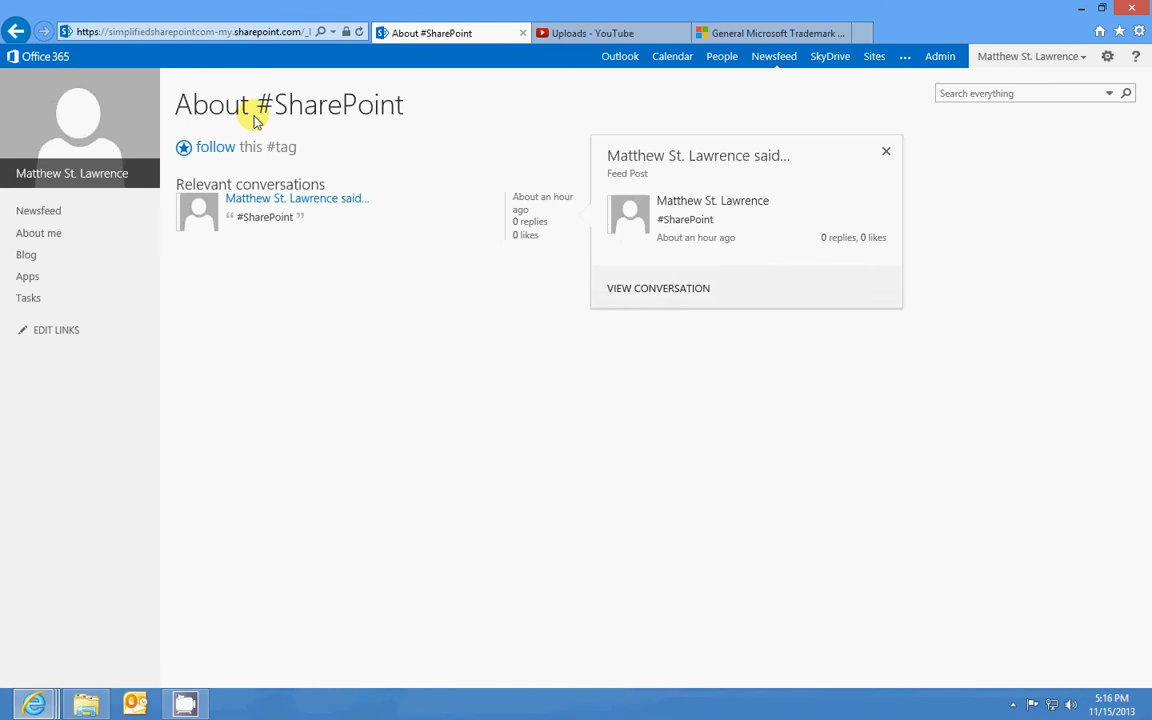 https://simplifiedsharepointcom-my.sharepoint.com/_l
About #SharePoint
Uploads - YouTube
General Microsoft Trademark ...
Office 365
Outlook
Calendar
People
Newsfeed
SkyDrive
Sites
...
Admin
Matthew St. Lawrence
?
About #SharePoint
Search everything
follow this #tag
Matthew St. Lawrence
Relevant conversations
Matthew St. Lawrence said...
“ #SharePoint ”
About an hour
ago
0 replies
0 likes
Matthew St. Lawrence said...
Feed Post
Matthew St. Lawrence
#SharePoint
About an hour ago
0 replies, 0 likes
VIEW CONVERSATION
Newsfeed
About me
Blog
Apps
Tasks
EDIT LINKS
5:16 PM
11/15/2013